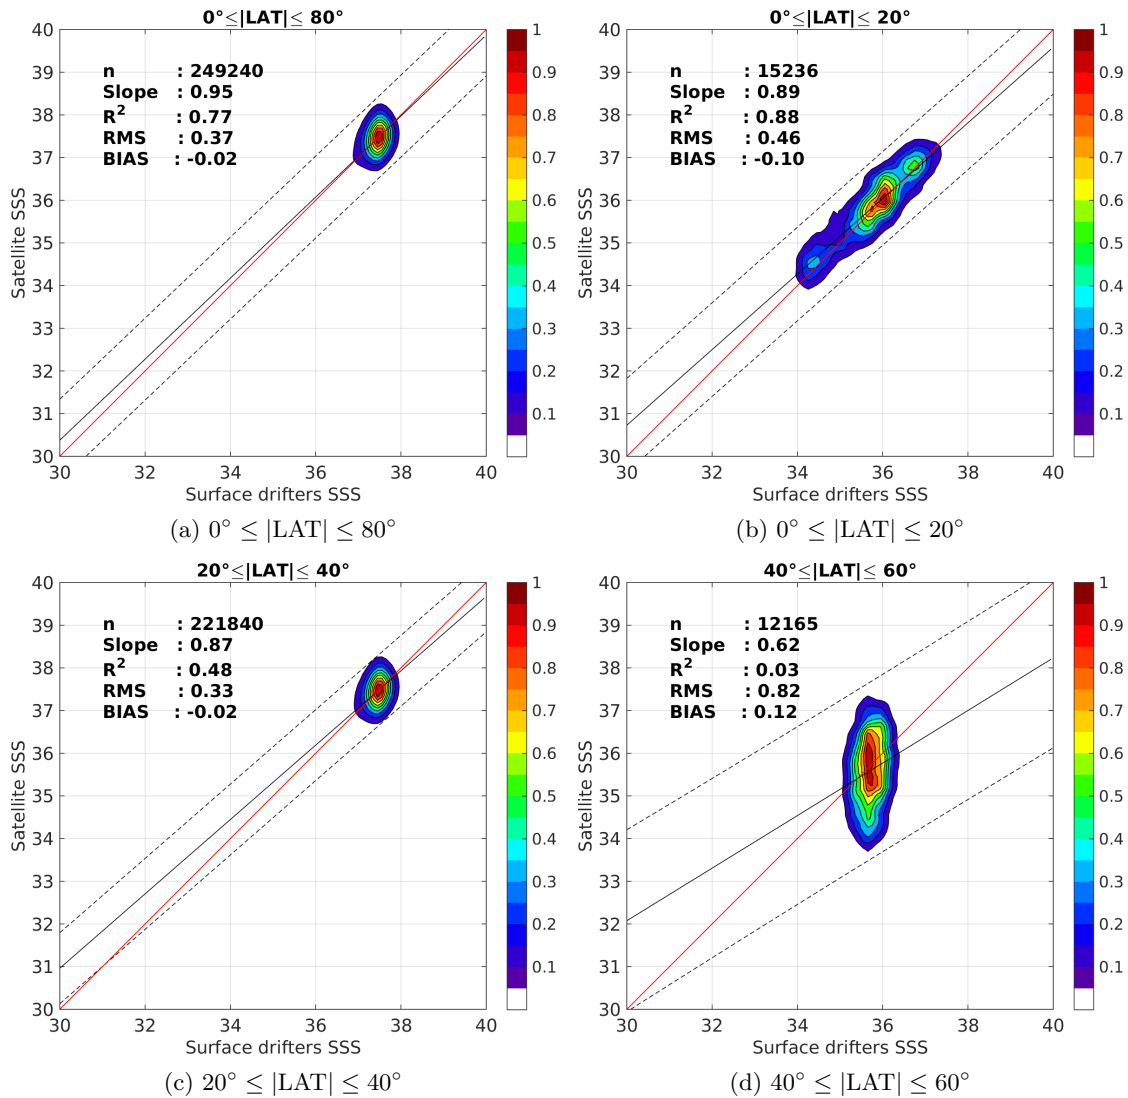 0°≤|LAT|≤ 80°
n : 249240
Slope : 0.95
R² : 0.77
RMS : 0.37
BIAS : -0.02
40
39
38
37
36
35
34
33
32
31
30
Satellite SSS
30 32 34 36 38 40
Surface drifters SSS
1
0.9
0.8
0.7
0.6
0.5
0.4
0.3
0.2
0.1
(a) 0° ≤ |LAT| ≤ 80°
0°≤|LAT|≤ 20°
n : 15236
Slope : 0.89
R² : 0.88
RMS : 0.46
BIAS : -0.10
40
39
38
37
36
35
34
33
32
31
30
Satellite SSS
30 32 34 36 38 40
Surface drifters SSS
1
0.9
0.8
0.7
0.6
0.5
0.4
0.3
0.2
0.1
(b) 0° ≤ |LAT| ≤ 20°
20°≤|LAT|≤ 40°
n : 221840
Slope : 0.87
R² : 0.48
RMS : 0.33
BIAS : -0.02
40
39
38
37
36
35
34
33
32
31
30
Satellite SSS
30 32 34 36 38 40
Surface drifters SSS
1
0.9
0.8
0.7
0.6
0.5
0.4
0.3
0.2
0.1
(c) 20° ≤ |LAT| ≤ 40°
40°≤|LAT|≤ 60°
n : 12165
Slope : 0.62
R² : 0.03
RMS : 0.82
BIAS : 0.12
40
39
38
37
36
35
34
33
32
31
30
Satellite SSS
30 32 34 36 38 40
Surface drifters SSS
1
0.9
0.8
0.7
0.6
0.5
0.4
0.3
0.2
0.1
(d) 40° ≤ |LAT| ≤ 60°